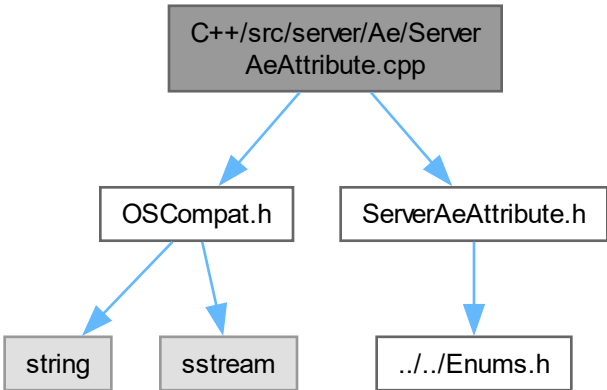 C++/src/server/Ae/Server
AeAttribute.cpp
OSCompat.h
ServerAeAttribute.h
string
sstream
../../Enums.h